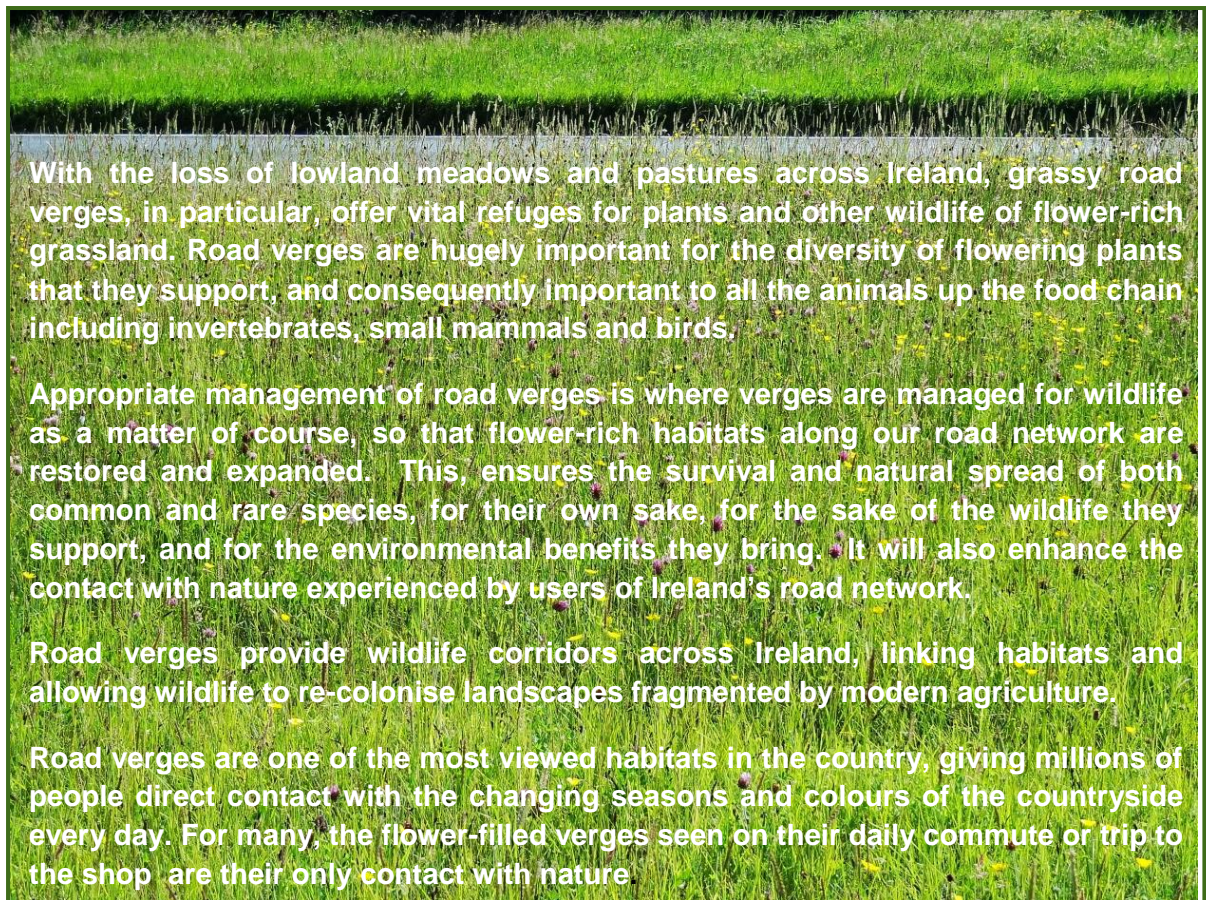 With the loss of lowland meadows and pastures across Ireland, grassy road
verges, in particular, offer vital refuges for plants and other wildlife of flower-rich
grassland. Road verges are hugely important for the diversity of flowering plants
that they support, and consequently important to all the animals up the food chain
including invertebrates, small mammals and birds.
Appropriate management of road verges is where verges are managed for wildlife
as a matter of course, so that flower-rich habitats along our road network are
restored and expanded.  This, ensures the survival and natural spread of both
common and rare species, for their own sake, for the sake of the wildlife they
support, and for the environmental benefits they bring.  It will also enhance the
contact with nature experienced by users of Ireland’s road network.
Road verges provide wildlife corridors across Ireland, linking habitats and
allowing wildlife to re-colonise landscapes fragmented by modern agriculture.
Road verges are one of the most viewed habitats in the country, giving millions of
people direct contact with the changing seasons and colours of the countryside
every day. For many, the flower-filled verges seen on their daily commute or trip to
the shop  are their only contact with nature